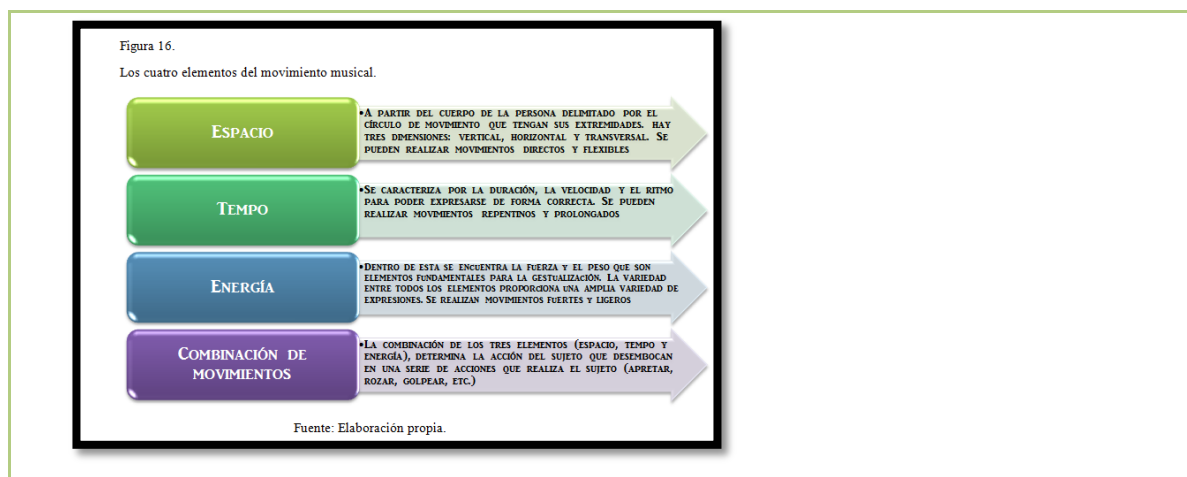 Figura 16.
Los cuatro elementos del movimiento musical.
ESPACIO
•A PARTIR DEL CUERPO DE LA PERSONA DELIMITADO POR EL
CÍRCULO DE MOVIMIENTO QUE TENGAN SUS EXTREMIDADES. HAY
TRES DIMENSIONES: VERTICAL, HORIZONTAL Y TRANSVERSAL. SE
PUEDEN REALIZAR MOVIMIENTOS DIRECTOS Y FLEXIBLES
TEMPO
•SE CARACTERIZA POR LA DURACIÓN, LA VELOCIDAD Y EL RITMO
PARA PODER EXPRESARSE DE FORMA CORRECTA. SE PUEDEN
REALIZAR MOVIMIENTOS REPENTINOS Y PROLONGADOS
ENERGÍA
•DENTRO DE ESTA SE ENCUENTRA LA FUERZA Y EL PESO QUE SON
ELEMENTOS FUNDAMENTALES PARA LA GESTUALIZACIÓN. LA VARIEDAD
ENTRE TODOS LOS ELEMENTOS PROPORCIONA UNA AMPLIA VARIEDAD DE
EXPRESIONES. SE REALIZAN MOVIMIENTOS FUERTES Y LIGEROS
COMBINACIÓN DE
MOVIMIENTOS
•LA COMBINACIÓN DE LOS TRES ELEMENTOS (ESPACIO, TEMPO Y
ENERGÍA), DETERMINA LA ACCIÓN DEL SUJETO QUE DESEMBOCAN
EN UNA SERIE DE ACCIONES QUE REALIZA EL SUJETO (APRETAR,
ROZAR, GOLPEAR, ETC.)
Fuente: Elaboración propia.